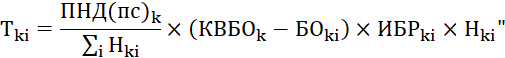 Tki = ПНД(пс)k / ∑i Hki × (КВБОk − БОki) × ИБРki × Hki"